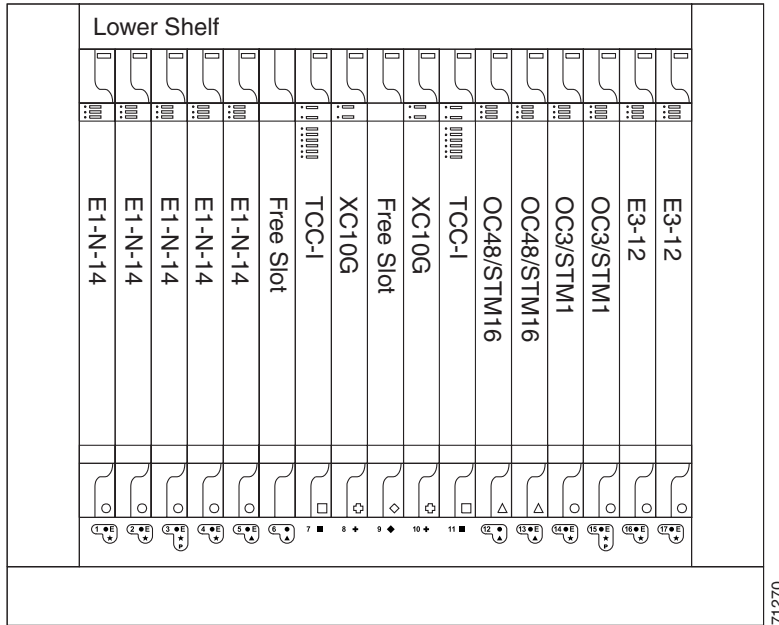 Lower Shelf
E1-N-14
E1-N-14
E1-N-14
E1-N-14
E1-N-14
Free Slot
TCC-I
XC10G
Free Slot
XC10G
TCC-I
OC48/STM16
OC48/STM16
OC3/STM1
OC3/STM1
E3-12
E3-12
1 E
2 E
3 E P
4 E
5 E
6
7
8
9
10
11
12
13 E
14 E
15 E P
16 E
17 E
71270